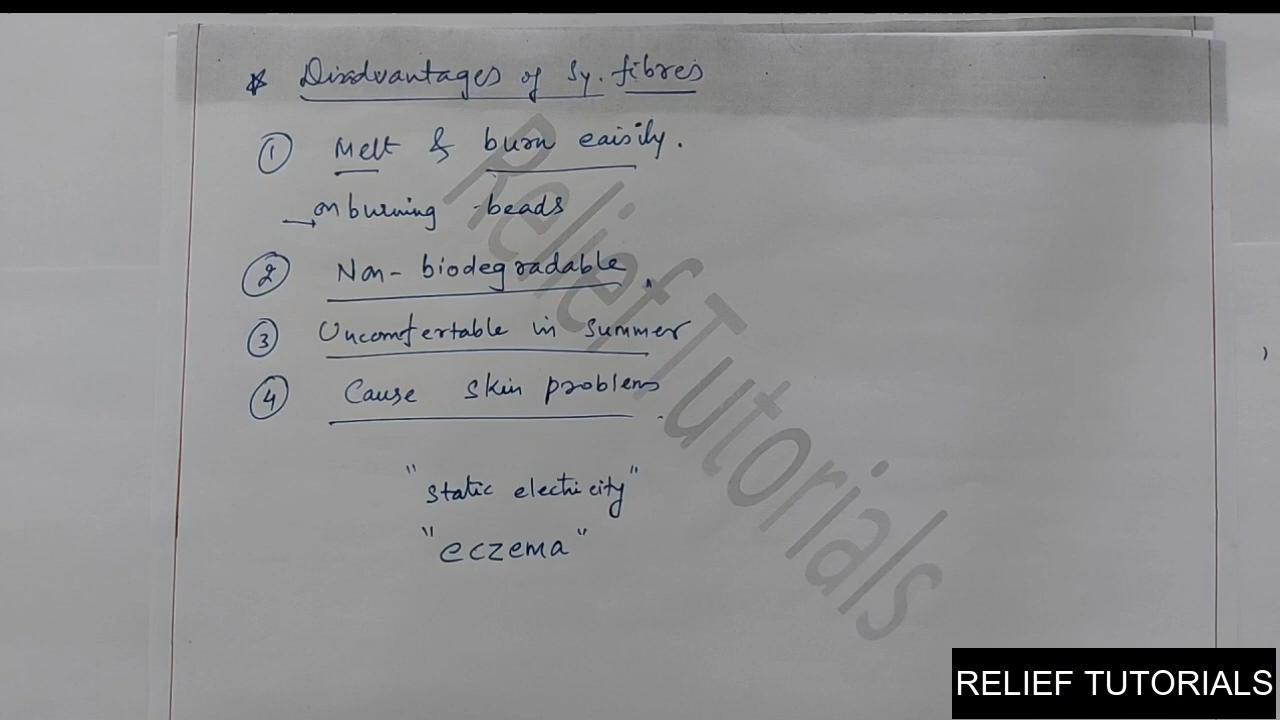 * Disadvantages of Sy. fibres
① Melt & burn eaisily.
→ on burning - beads
② Non-biodegradable.
③ Uncomfertable in summer
④ Cause skin problems.
"static electricity"
"eczema"
Relief Tutorials
RELIEF TUTORIALS